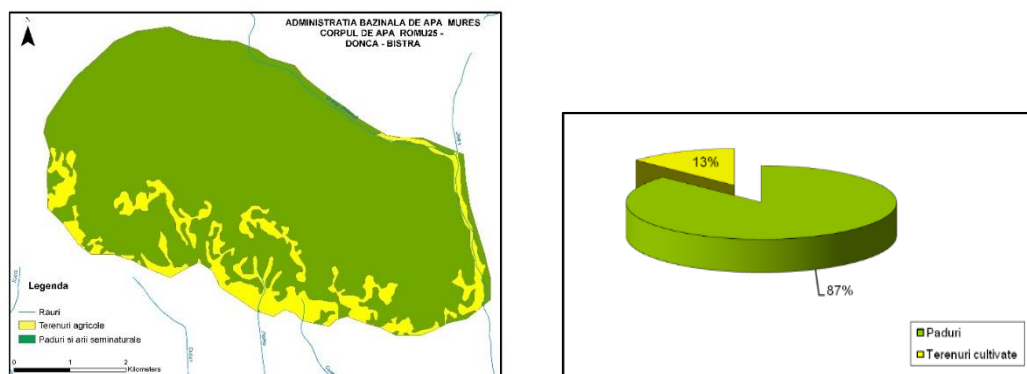 N
ADMINISTRATIA BAZINALA DE APA MURES
CORPUL DE APA ROMU25 -
DONCA - BISTRA
Legenda
Rauri
Terenuri agricole
Paduri si arii seminaturale
0 1 2
Kilometers
13%
87%
Paduri
Terenuri cultivate